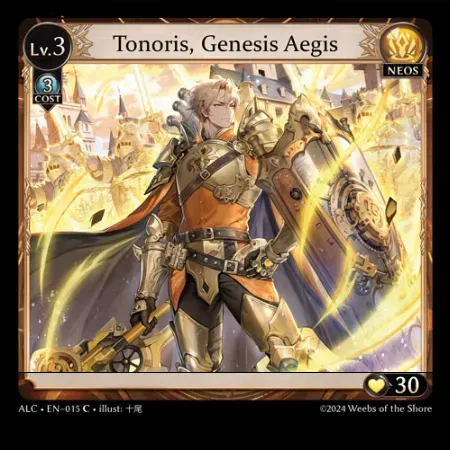 Lv.3
Tonoris, Genesis Aegis
NEOS
3
COST
30
ALC • EN-015 C • illust: 十尾
©2024 Weebs of the Shore